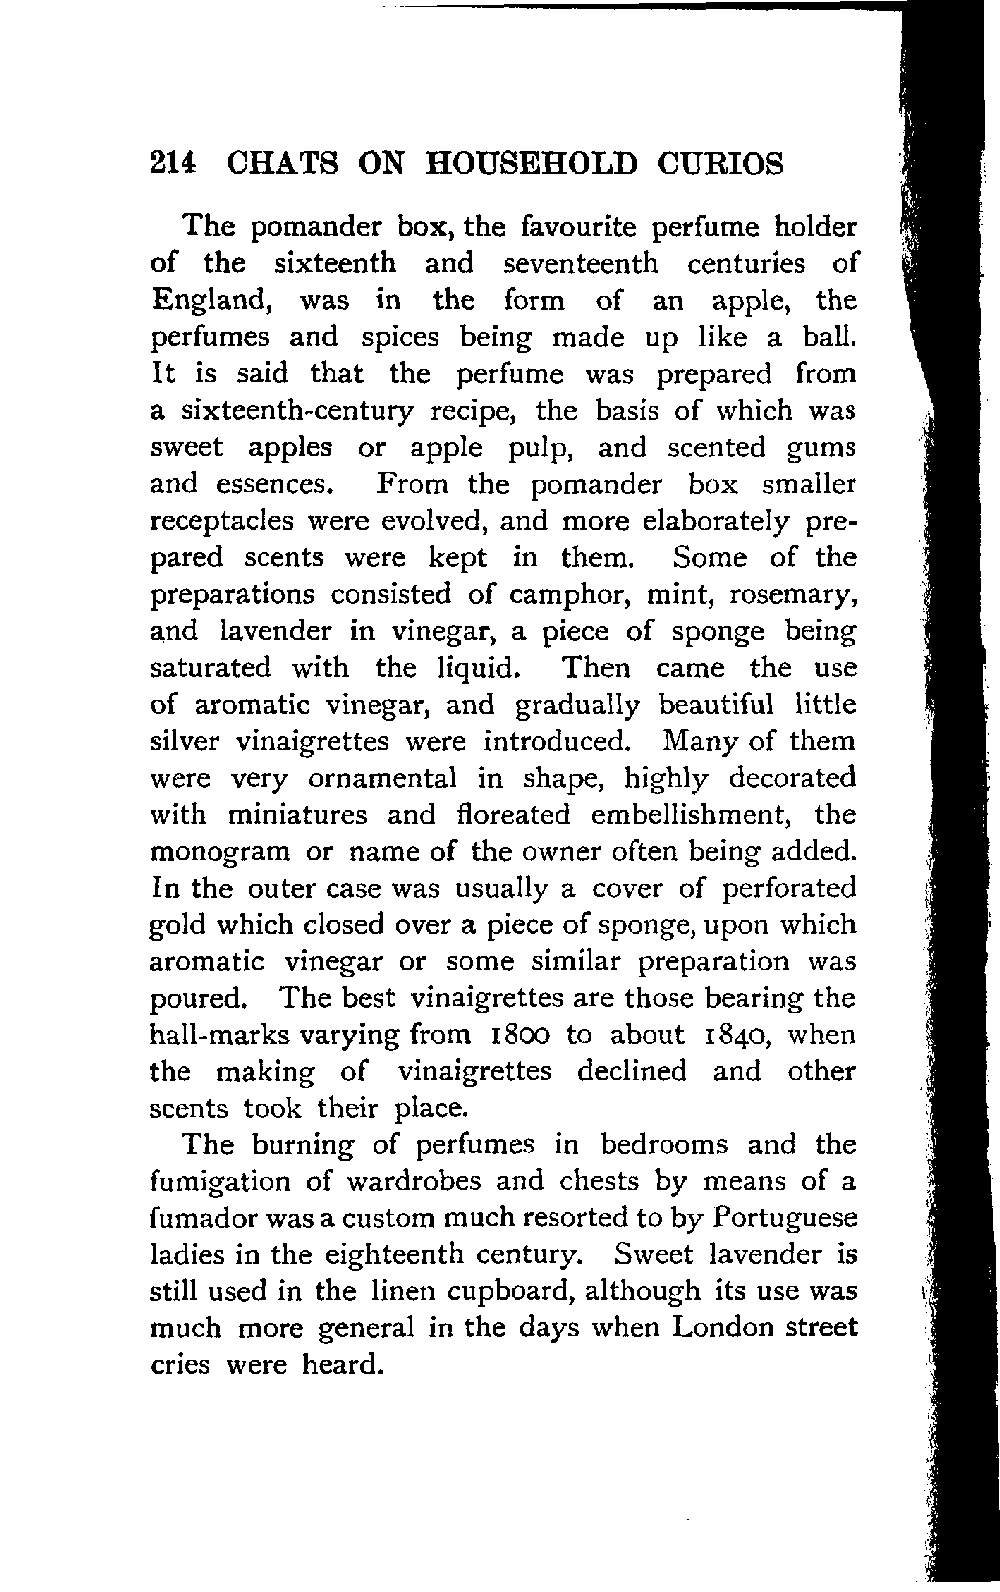 214 CHATS ON HOUSEHOLD CURIOS
The pomander box, the favourite perfume holder
of the sixteenth and seventeenth centuries of
England, was in the form of an apple, the
perfumes and spices being made up like a ball.
It is said that the perfume was prepared from
a sixteenth-century recipe, the basis of which was
sweet apples or apple pulp, and scented gums
and essences. From the pomander box smaller
receptacles were evolved, and more elaborately pre-
pared scents were kept in them. Some of the
preparations consisted of camphor, mint, rosemary,
and lavender in vinegar, a piece of sponge being
saturated with the liquid. Then came the use
of aromatic vinegar, and gradually beautiful little
silver vinaigrettes were introduced. Many of them
were very ornamental in shape, highly decorated
with miniatures and floreated embellishment, the
monogram or name of the owner often being added.
In the outer case was usually a cover of perforated
gold which closed over a piece of sponge, upon which
aromatic vinegar or some similar preparation was
poured. The best vinaigrettes are those bearing the
hall-marks varying from 1800 to about 1840, when
the making of vinaigrettes declined and other
scents took their place.
The burning of perfumes in bedrooms and the
fumigation of wardrobes and chests by means of a
fumador was a custom much resorted to by Portuguese
ladies in the eighteenth century. Sweet lavender is
still used in the linen cupboard, although its use was
much more general in the days when London street
cries were heard.